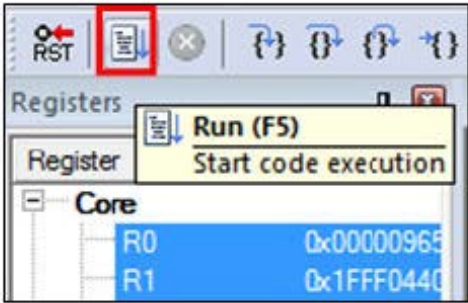 RST {} {} {} {}
Registers
Run (F5)
Register Start code execution
Core
R0 0x00000965
R1 0x1FFF0440